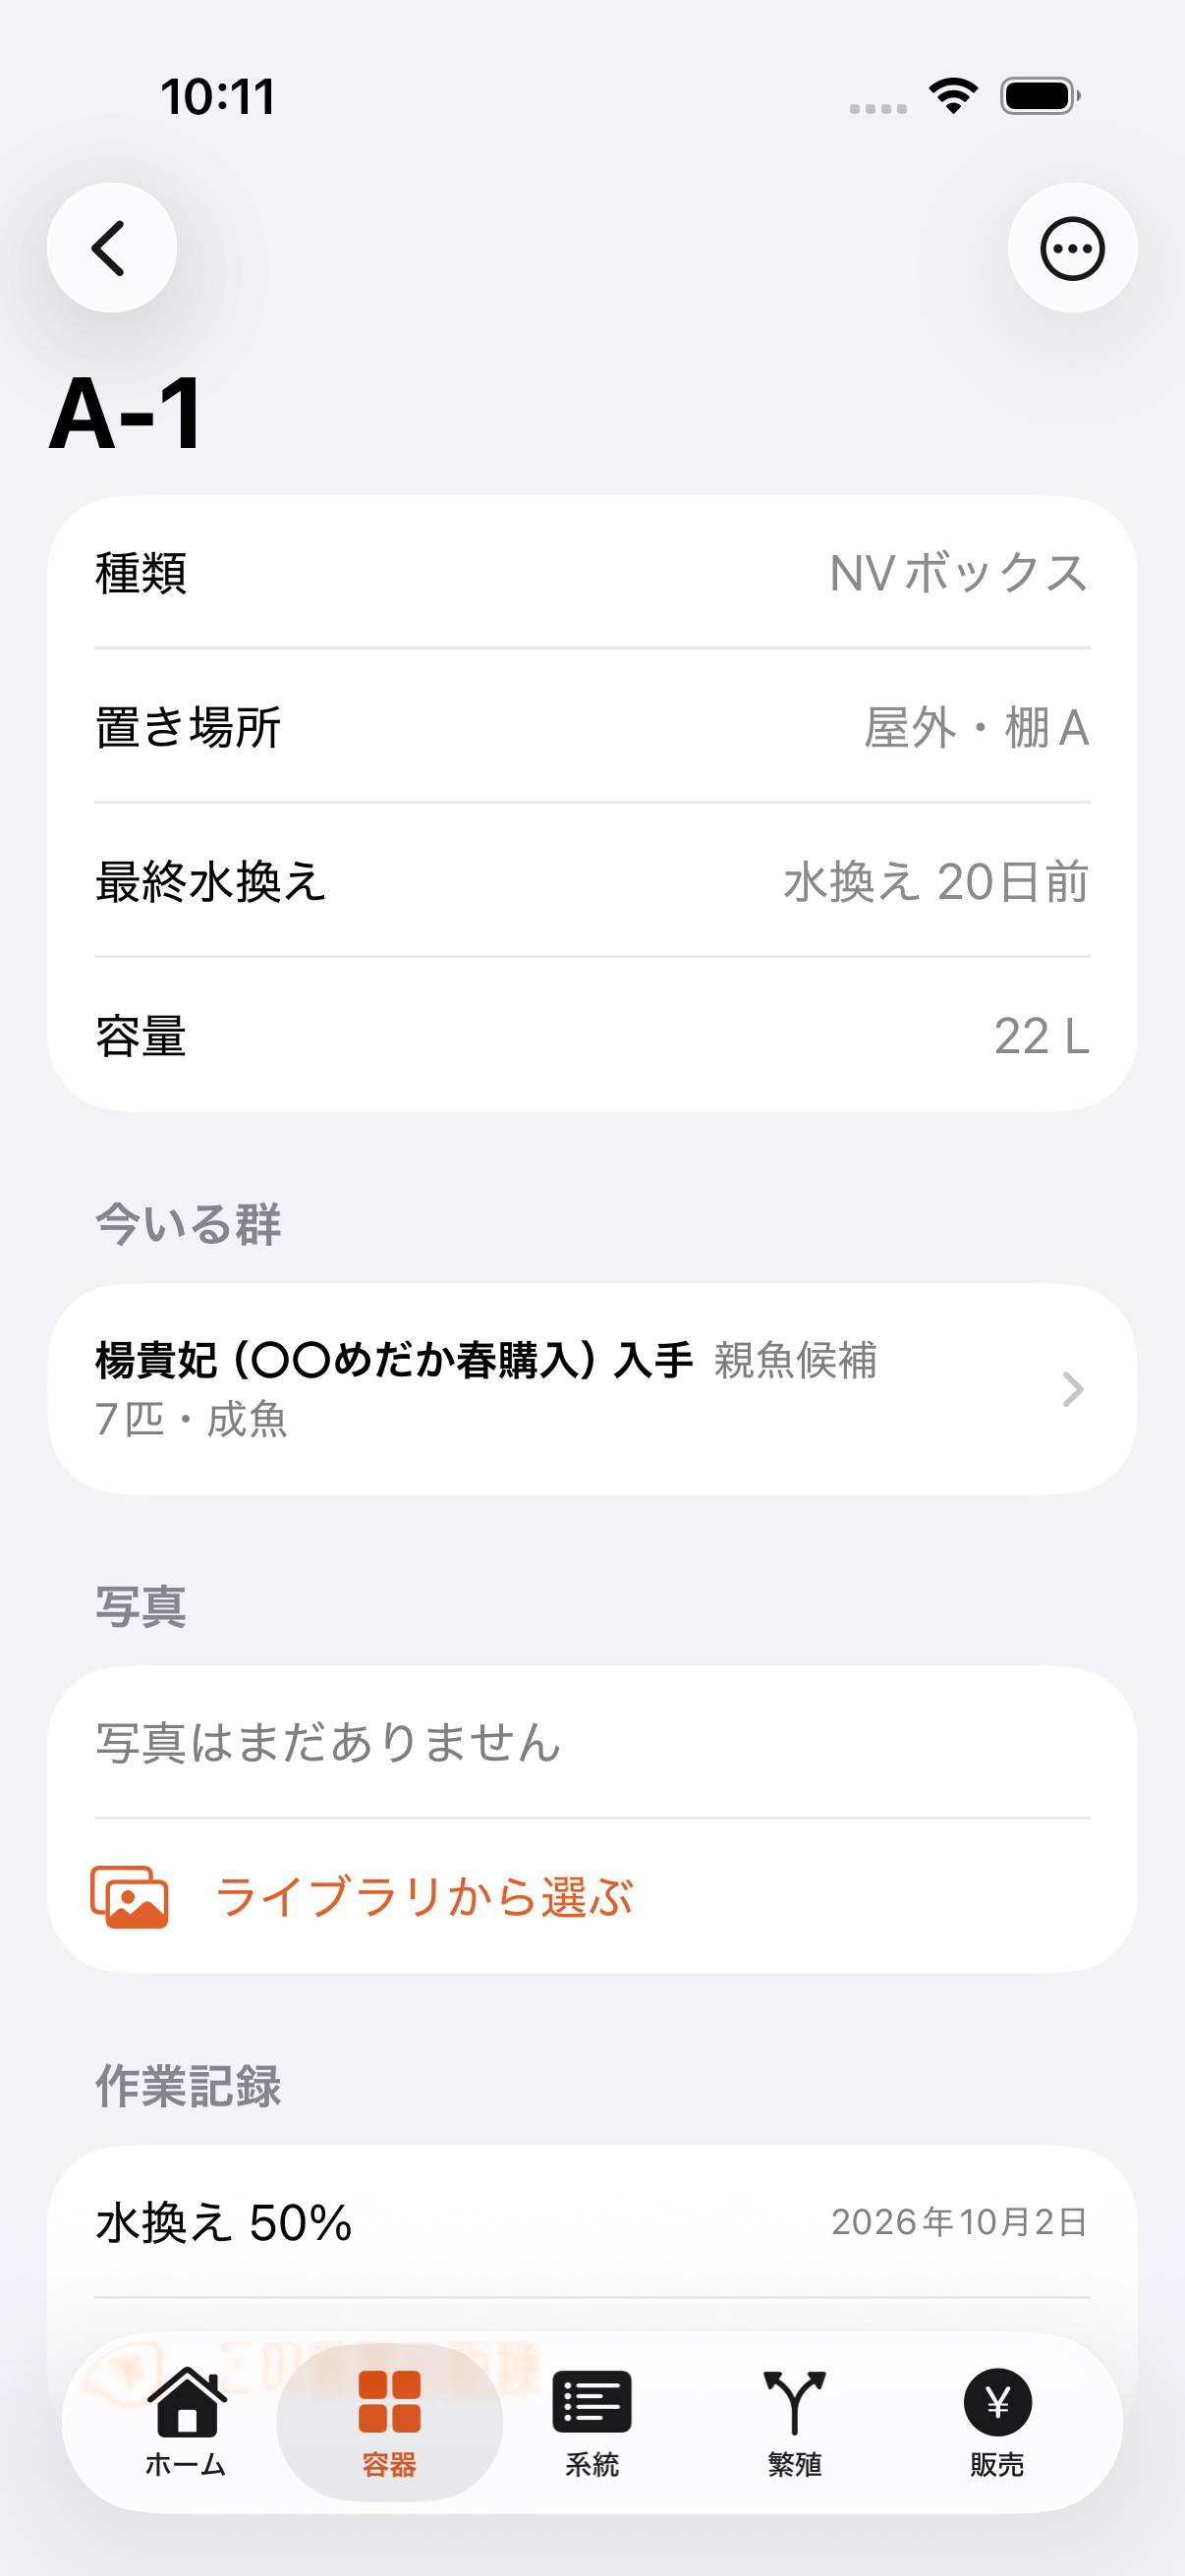 10:11
A-1
種類 NVボックス
置き場所 屋外・棚A
最終水換え 水換え 20日前
容量 22 L
今いる群
楊貴妃（〇〇めだか春購入）入手 親魚候補
7匹・成魚
写真
写真はまだありません
ライブラリから選ぶ
作業記録
水換え 50% 2026年10月2日
ホーム 容器 系統 繁殖 販売